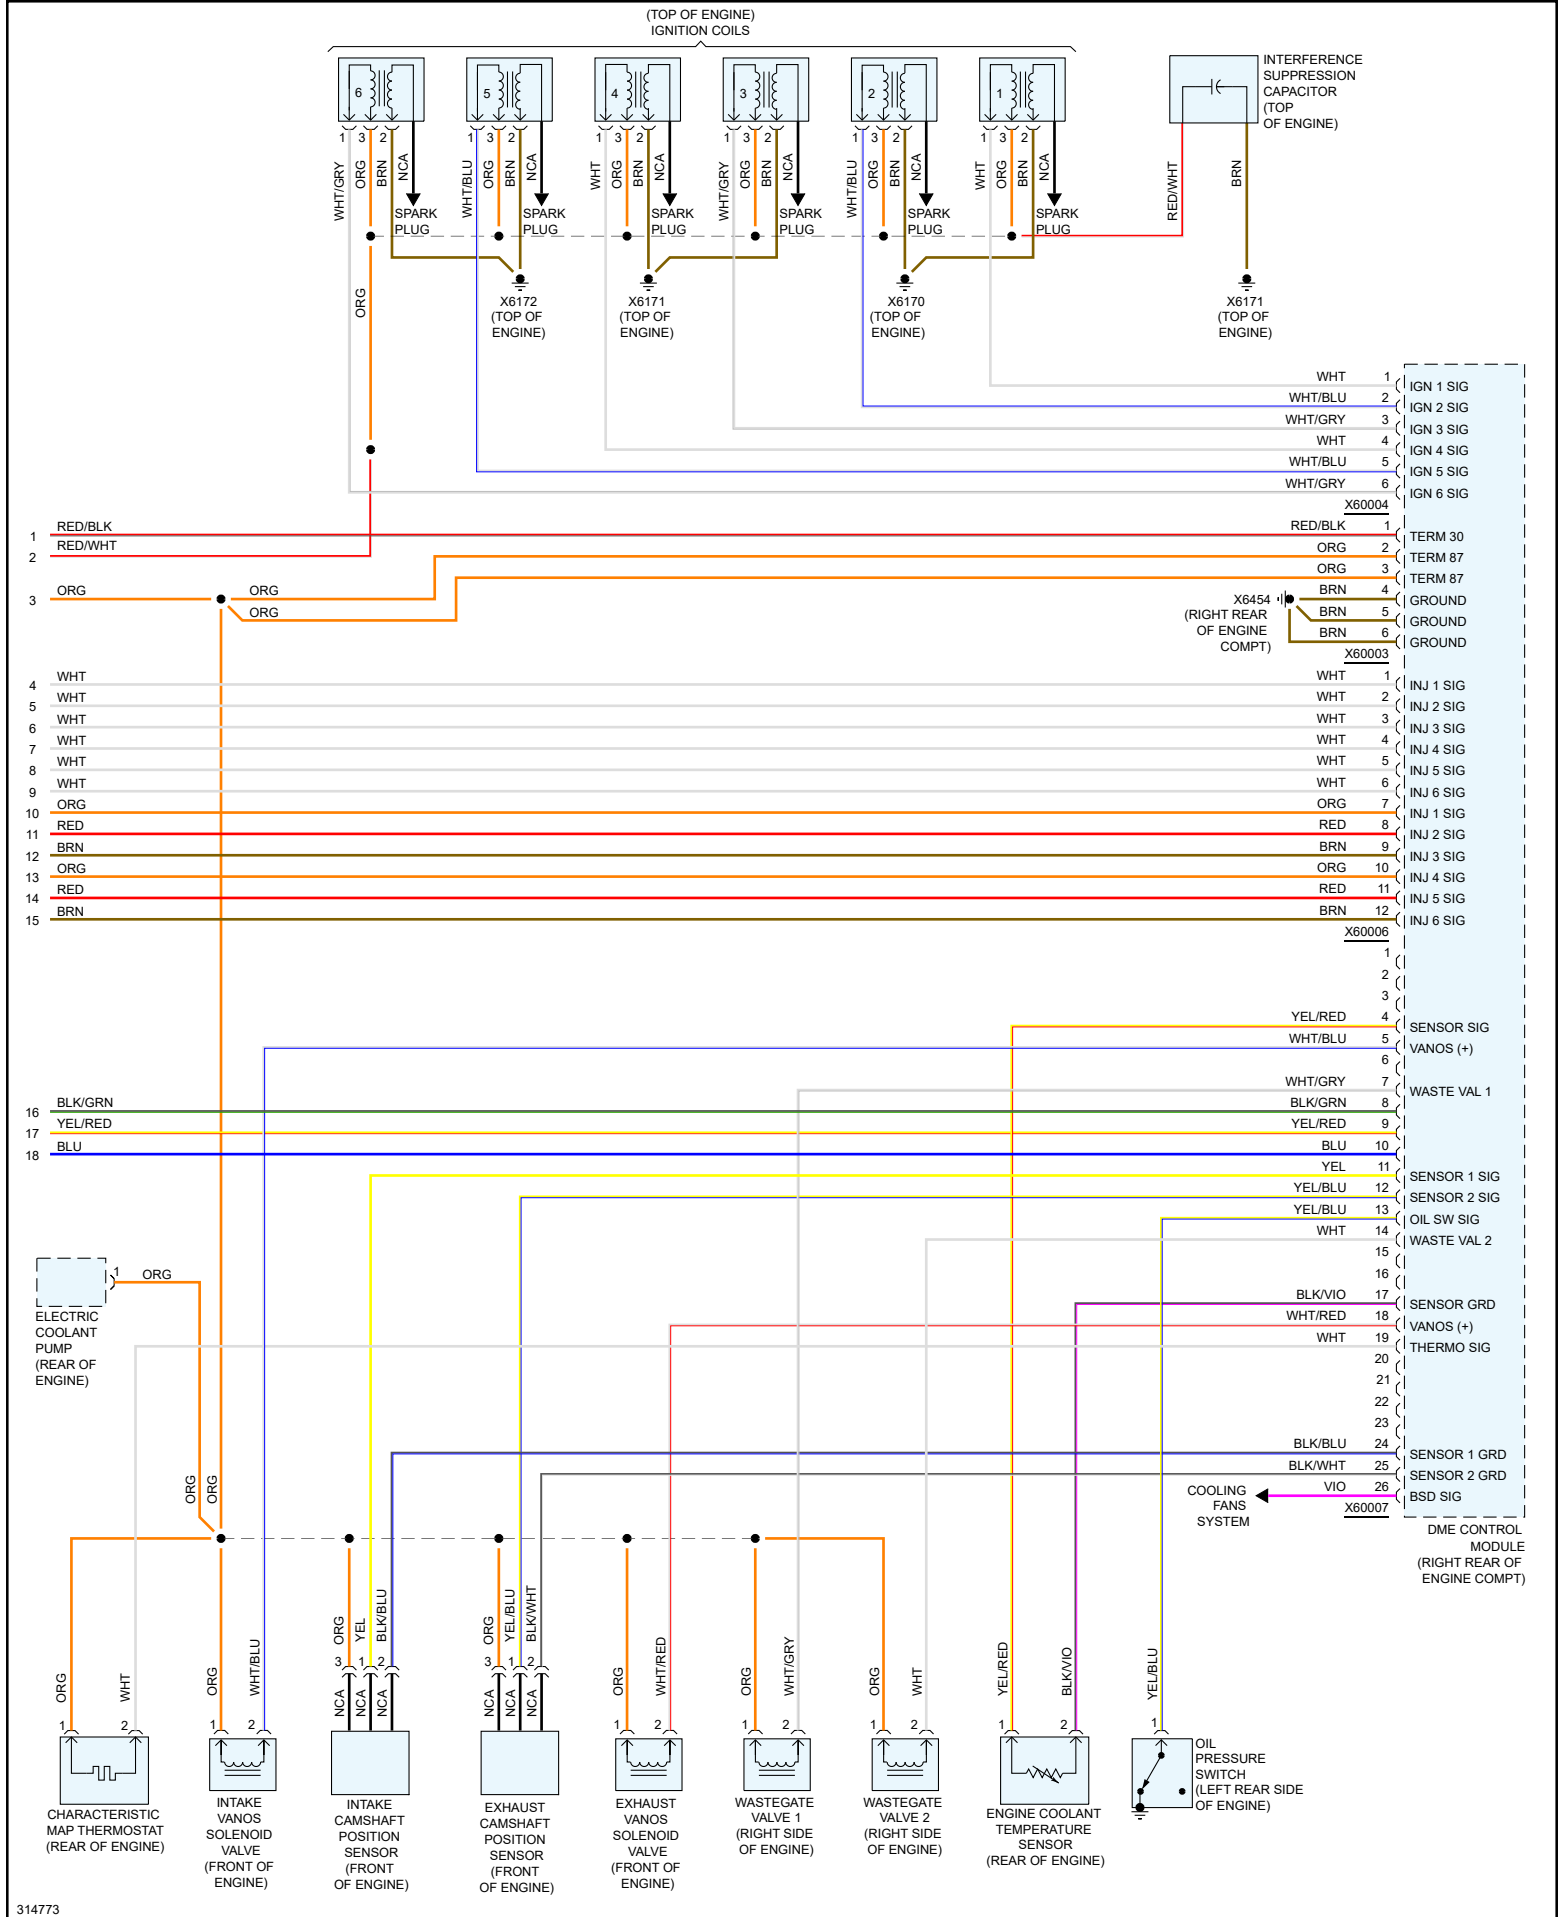 (TOP OF ENGINE)
IGNITION COILS
6
5
4
3
2
1
INTERFERENCE
SUPPRESSION
CAPACITOR
(TOP
OF ENGINE)
1 3 2
1 3 2
1 3 2
1 3 2
1 3 2
1 3 2
WHT/GRY ORG BRN NCA
WHT/BLU ORG BRN NCA
WHT ORG BRN NCA
WHT/GRY ORG BRN NCA
WHT/BLU ORG BRN NCA
WHT ORG BRN NCA
RED/WHT BRN
SPARK
PLUG
SPARK
PLUG
SPARK
PLUG
SPARK
PLUG
SPARK
PLUG
SPARK
PLUG
ORG
X6172
(TOP OF
ENGINE)
X6171
(TOP OF
ENGINE)
X6170
(TOP OF
ENGINE)
X6171
(TOP OF
ENGINE)
WHT 1 IGN 1 SIG
WHT/BLU 2 IGN 2 SIG
WHT/GRY 3 IGN 3 SIG
WHT 4 IGN 4 SIG
WHT/BLU 5 IGN 5 SIG
WHT/GRY 6 IGN 6 SIG
X60004
1 RED/BLK RED/BLK 1 TERM 30
2 RED/WHT ORG 2 TERM 87
ORG 3 TERM 87
3 ORG ORG
ORG
X6454
(RIGHT REAR
OF ENGINE
COMPT)
BRN 4 GROUND
BRN 5 GROUND
BRN 6 GROUND
X60003
4 WHT WHT 1 INJ 1 SIG
5 WHT WHT 2 INJ 2 SIG
6 WHT WHT 3 INJ 3 SIG
7 WHT WHT 4 INJ 4 SIG
8 WHT WHT 5 INJ 5 SIG
9 WHT WHT 6 INJ 6 SIG
10 ORG ORG 7 INJ 1 SIG
11 RED RED 8 INJ 2 SIG
12 BRN BRN 9 INJ 3 SIG
13 ORG ORG 10 INJ 4 SIG
14 RED RED 11 INJ 5 SIG
15 BRN BRN 12 INJ 6 SIG
X60006
1
2
3
YEL/RED 4 SENSOR SIG
WHT/BLU 5 VANOS (+)
6
WHT/GRY 7 WASTE VAL 1
16 BLK/GRN BLK/GRN 8
17 YEL/RED YEL/RED 9
18 BLU BLU 10
YEL 11 SENSOR 1 SIG
YEL/BLU 12 SENSOR 2 SIG
YEL/BLU 13 OIL SW SIG
WHT 14 WASTE VAL 2
15
16
BLK/VIO 17 SENSOR GRD
WHT/RED 18 VANOS (+)
WHT 19 THERMO SIG
20
21
22
23
BLK/BLU 24 SENSOR 1 GRD
BLK/WHT 25 SENSOR 2 GRD
VIO 26 BSD SIG
X60007
COOLING
FANS
SYSTEM
DME CONTROL
MODULE
(RIGHT REAR OF
ENGINE COMPT)
1 ORG
ELECTRIC
COOLANT
PUMP
(REAR OF
ENGINE)
ORG ORG
ORG WHT
ORG WHT/BLU
ORG YEL BLK/BLU
3 1 2
NCA NCA NCA
ORG YEL/BLU BLK/WHT
3 1 2
NCA NCA NCA
ORG WHT/RED
ORG WHT/GRY
ORG WHT
YEL/RED BLK/VIO
YEL/BLU
1 2
1 2
1 2
1 2
1 2
1 2
1
CHARACTERISTIC
MAP THERMOSTAT
(REAR OF ENGINE)
INTAKE
VANOS
SOLENOID
VALVE
(FRONT OF
ENGINE)
INTAKE
CAMSHAFT
POSITION
SENSOR
(FRONT
OF ENGINE)
EXHAUST
CAMSHAFT
POSITION
SENSOR
(FRONT
OF ENGINE)
EXHAUST
VANOS
SOLENOID
VALVE
(FRONT OF
ENGINE)
WASTEGATE
VALVE 1
(RIGHT SIDE
OF ENGINE)
WASTEGATE
VALVE 2
(RIGHT SIDE
OF ENGINE)
ENGINE COOLANT
TEMPERATURE
SENSOR
(REAR OF ENGINE)
OIL
PRESSURE
SWITCH
(LEFT REAR SIDE
OF ENGINE)
314773